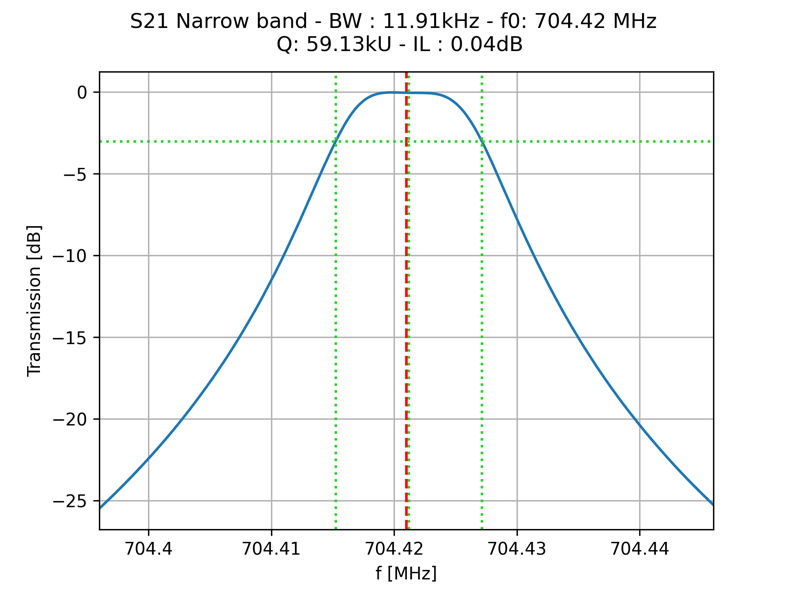 S21 Narrow band - BW : 11.91kHz - f0: 704.42 MHz
Q: 59.13kU - IL : 0.04dB
Transmission [dB]
0
−5
−10
−15
−20
−25
704.4 704.41 704.42 704.43 704.44
f [MHz]